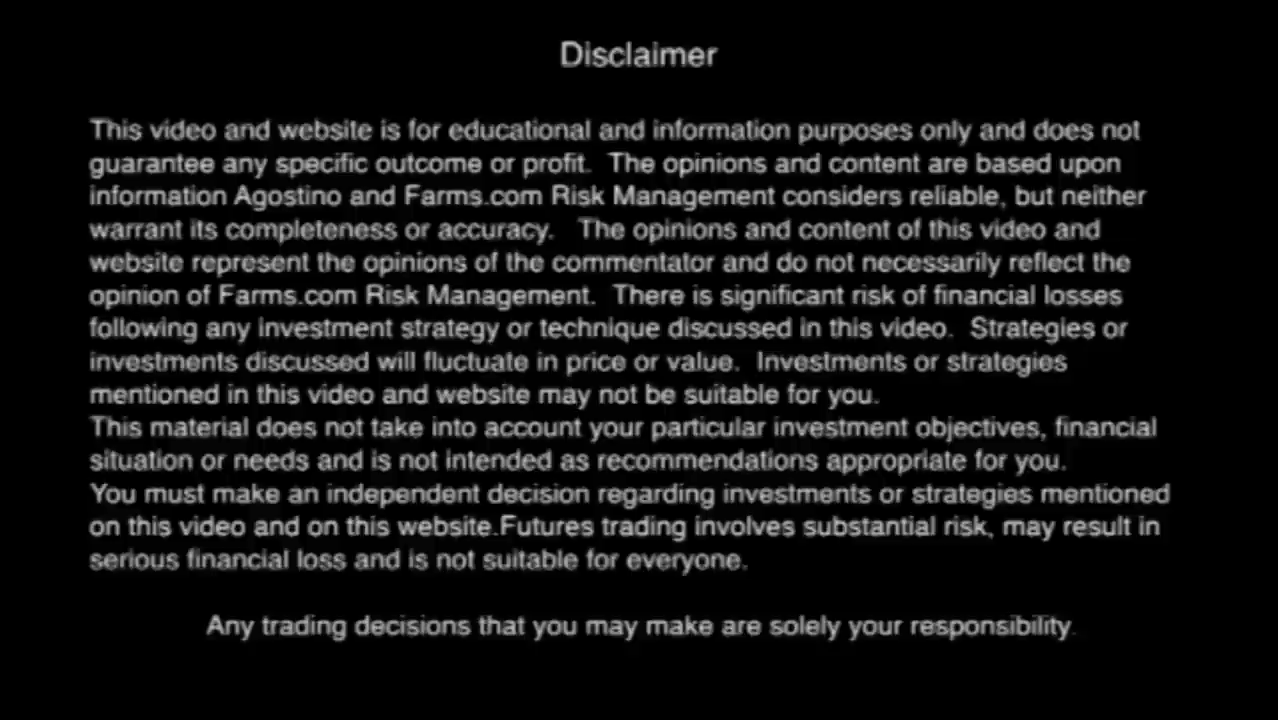 Disclaimer
This video and website is for educational and information purposes only and does not
guarantee any specific outcome or profit.  The opinions and content are based upon
information Agostino and Farms.com Risk Management considers reliable, but neither
warrant its completeness or accuracy.   The opinions and content of this video and
website represent the opinions of the commentator and do not necessarily reflect the
opinion of Farms.com Risk Management.  There is significant risk of financial losses
following any investment strategy or technique discussed in this video.  Strategies or
investments discussed will fluctuate in price or value.  Investments or strategies
mentioned in this video and website may not be suitable for you.
This material does not take into account your particular investment objectives, financial
situation or needs and is not intended as recommendations appropriate for you.
You must make an independent decision regarding investments or strategies mentioned
on this video and on this website.Futures trading involves substantial risk, may result in
serious financial loss and is not suitable for everyone.
Any trading decisions that you may make are solely your responsibility.